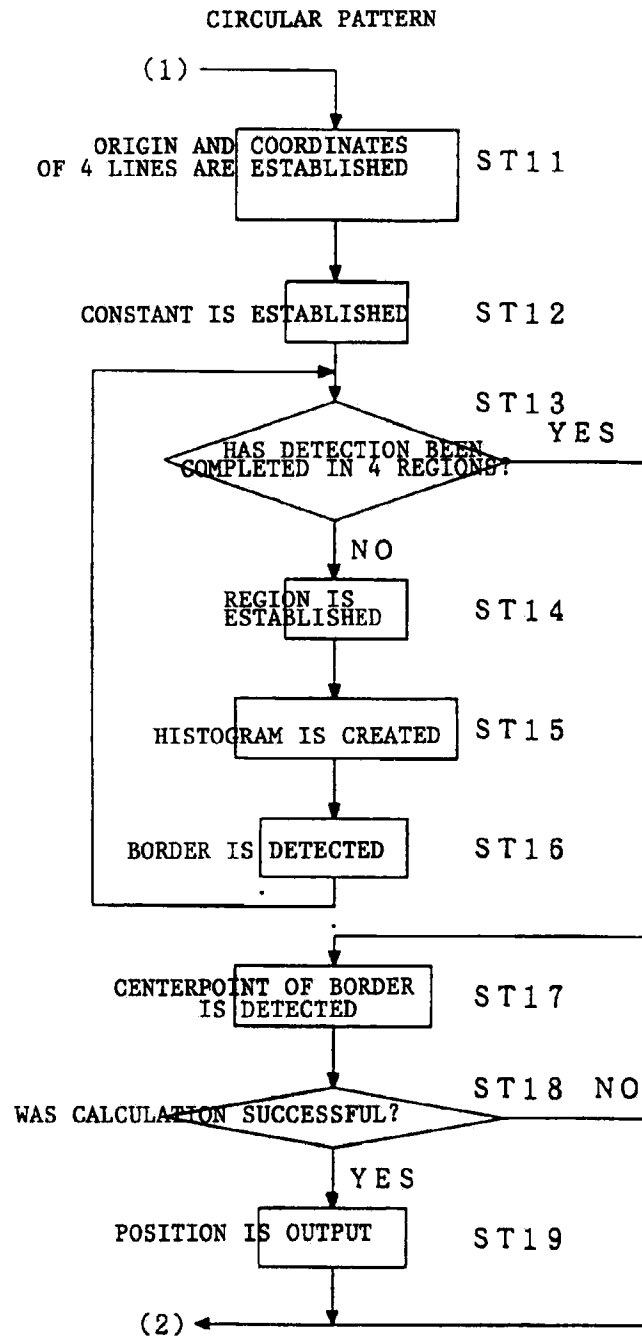 CIRCULAR PATTERN
(1)
ORIGIN AND COORDINATES
OF 4 LINES ARE ESTABLISHED
ST11
CONSTANT IS ESTABLISHED
ST12
ST13
HAS DETECTION BEEN
COMPLETED IN 4 REGIONS?
YES
NO
REGION IS
ESTABLISHED
ST14
HISTOGRAM IS CREATED
ST15
BORDER IS DETECTED
ST16
CENTERPOINT OF BORDER
IS DETECTED
ST17
ST18 NO
WAS CALCULATION SUCCESSFUL?
YES
POSITION IS OUTPUT
ST19
(2)